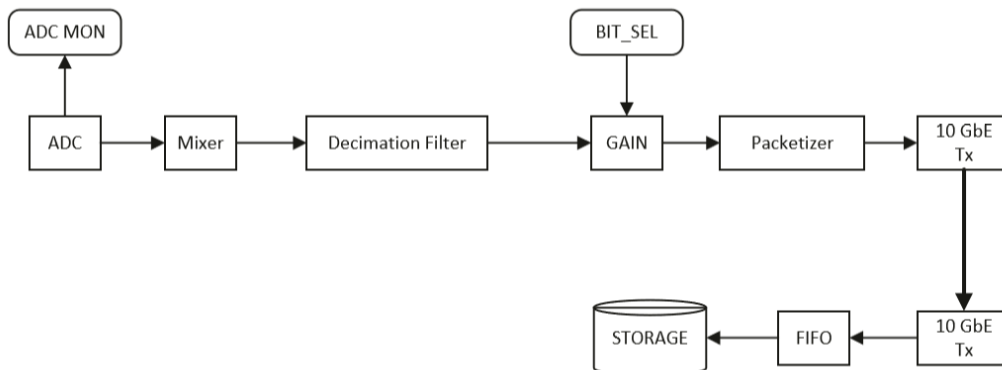 ADC MON
BIT_SEL
ADC
Mixer
Decimation Filter
GAIN
Packetizer
10 GbE
Tx
STORAGE
FIFO
10 GbE
Tx